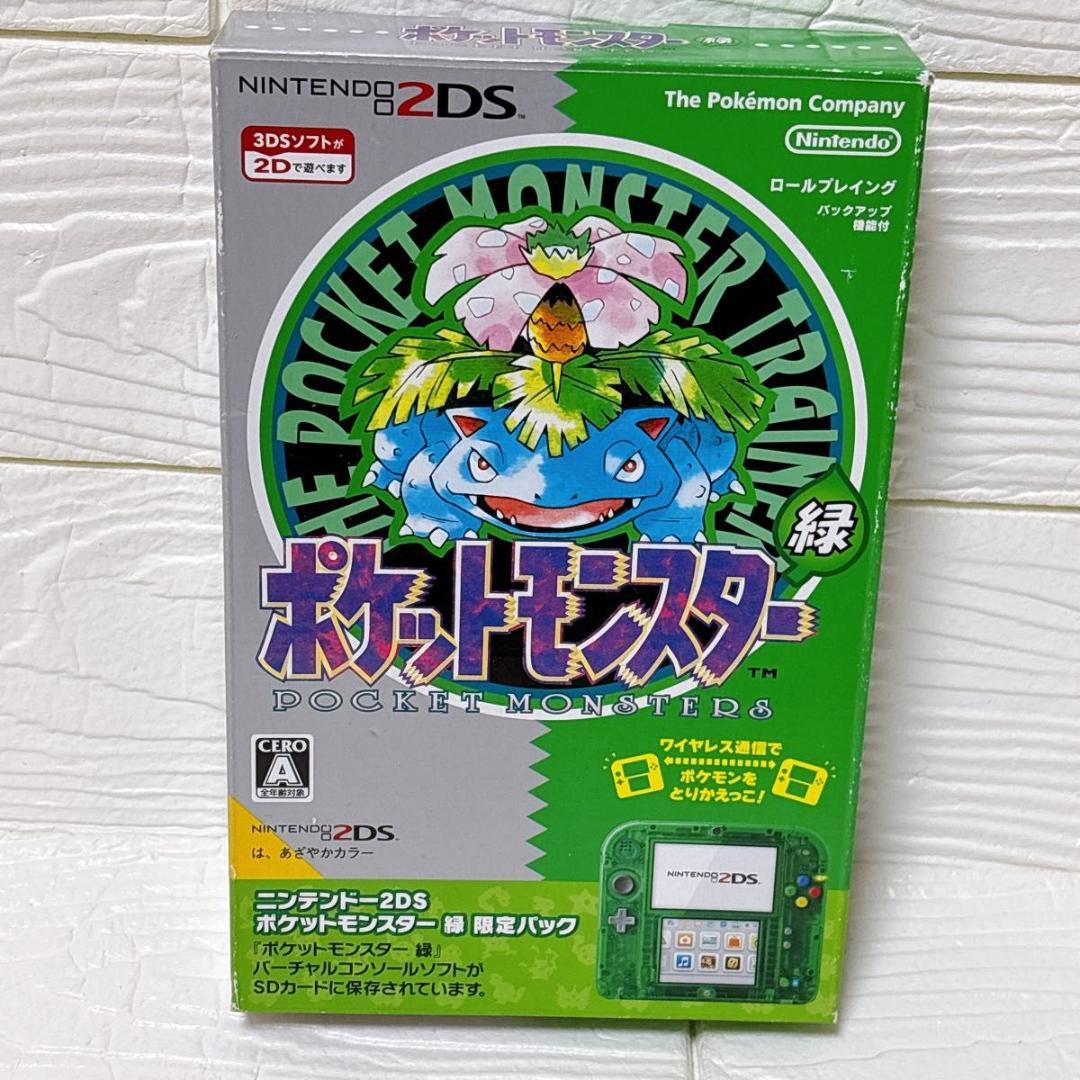 ポケットモンスター 緑
NINTENDO 2DS™
The Pokémon Company
Nintendo
3DSソフトが
2Dで遊べます
ロールプレイング
バックアップ
機能付
THE POCKET MONSTER TRAINER
緑
ポケットモンスター™
POCKET MONSTERS
CERO
A
全年齢対象
ワイヤレス通信で
ポケモンを
とりかえっこ!
NINTENDO 2DS™
は、あざやかカラー
NINTENDO 2DS™
ニンテンドー2DS
ポケットモンスター 緑 限定パック
『ポケットモンスター 緑』
バーチャルコンソールソフトが
SDカードに保存されています。